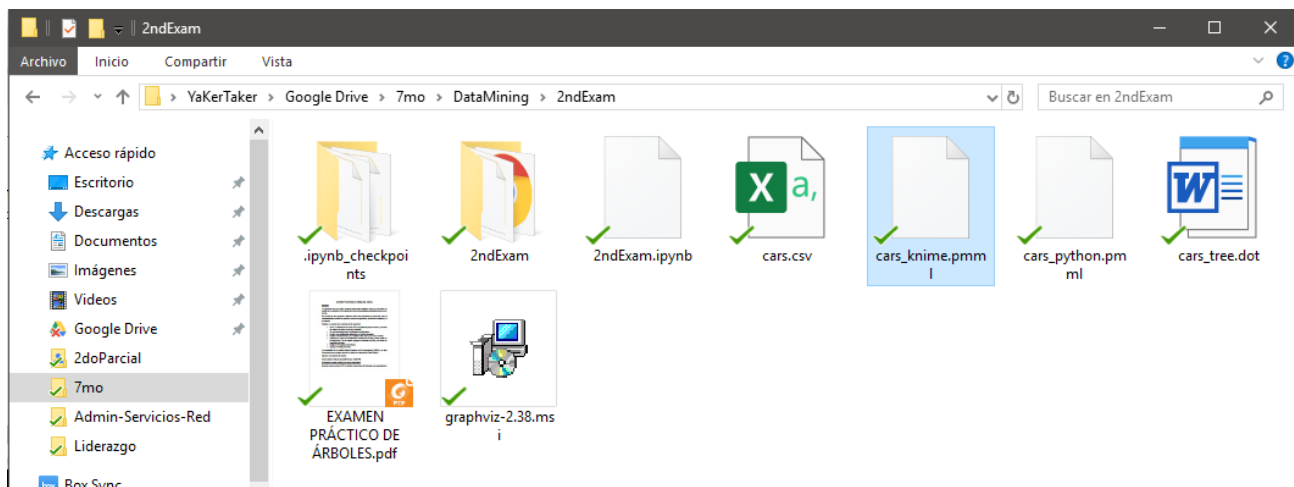 2ndExam
Archivo Inicio Compartir Vista
YaKerTaker > Google Drive > 7mo > DataMining > 2ndExam
Buscar en 2ndExam
Acceso rápido
Escritorio
Descargas
Documentos
Imágenes
Videos
Google Drive
2doParcial
7mo
Admin-Servicios-Red
Liderazgo
Box Sync
.ipynb_checkpoi
nts
2ndExam
2ndExam.ipynb
X a,
cars.csv
cars_knime.pmm
l
cars_python.pm
ml
W
cars_tree.dot
G
PDF
EXAMEN
PRÁCTICO DE
ÁRBOLES.pdf
graphviz-2.38.ms
i